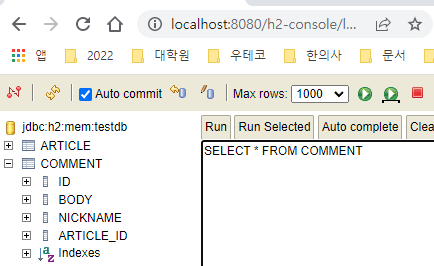 localhost:8080/h2-console/l...
앱 2022 대학원 우테코 한의사 문서
Auto commit Max rows: 1000
jdbc:h2:mem:testdb
Run Run Selected Auto complete Clea
ARTICLE
SELECT * FROM COMMENT
COMMENT
ID
BODY
NICKNAME
ARTICLE_ID
Indexes